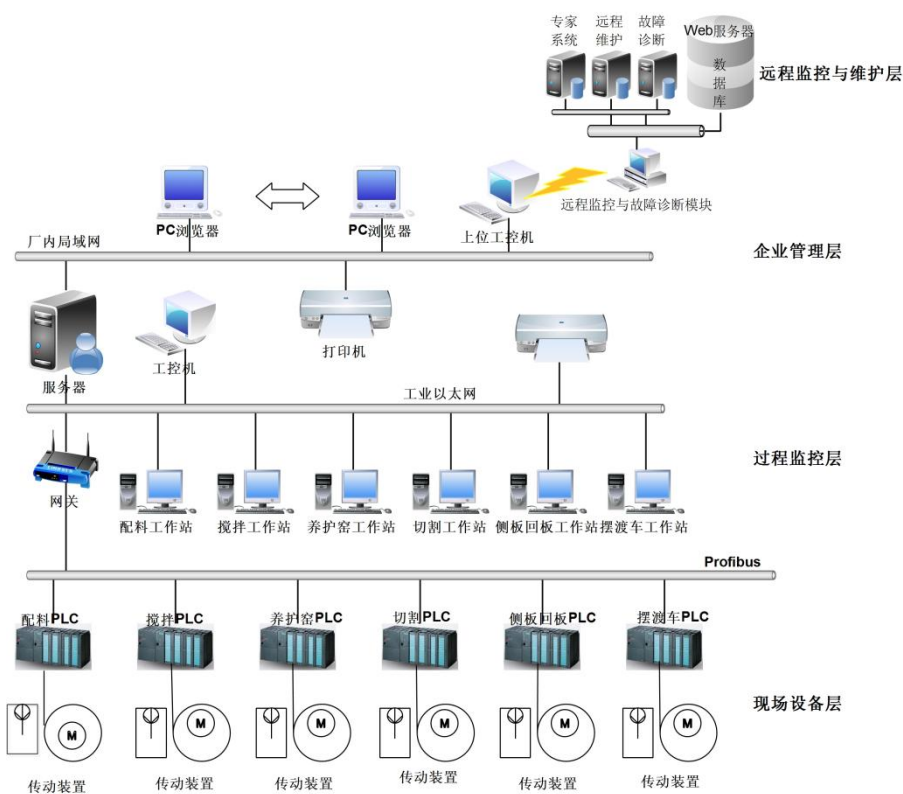 专家 远程 故障
系统 维护 诊断
Web服务器
数
据
库
远程监控与维护层
远程监控与故障诊断模块
PC浏览器
PC浏览器
上位工控机
厂内局域网
企业管理层
服务器
工控机
打印机
工业以太网
过程监控层
网关
配料工作站
搅拌工作站
养护窑工作站
切割工作站
侧板回板工作站
摆渡车工作站
Profibus
配料PLC
搅拌PLC
养护窑PLC
切割PLC
侧板回板PLC
摆渡车PLC
现场设备层
M
M
M
M
M
M
传动装置
传动装置
传动装置
传动装置
传动装置
传动装置